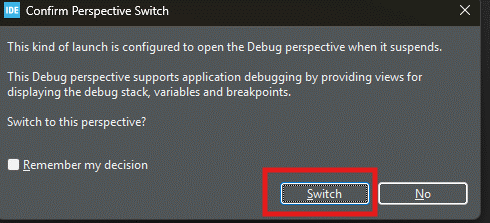 IDE Confirm Perspective Switch
This kind of launch is configured to open the Debug perspective when it suspends.
This Debug perspective supports application debugging by providing views for
displaying the debug stack, variables and breakpoints.
Switch to this perspective?
Remember my decision
Switch No